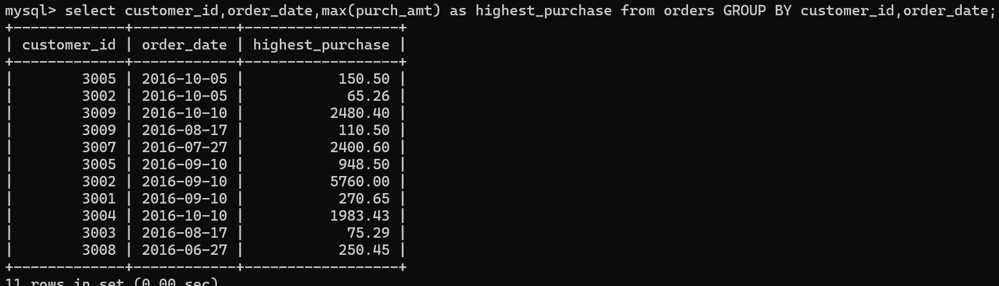 mysql> select customer_id,order_date,max(purch_amt) as highest_purchase from orders GROUP BY customer_id,order_date;
+-------------+------------+------------------+
| customer_id | order_date | highest_purchase |
+-------------+------------+------------------+
|        3005 | 2016-10-05 |           150.50 |
|        3002 | 2016-10-05 |            65.26 |
|        3009 | 2016-10-10 |          2480.40 |
|        3009 | 2016-08-17 |           110.50 |
|        3007 | 2016-07-27 |          2400.60 |
|        3005 | 2016-09-10 |           948.50 |
|        3002 | 2016-09-10 |          5760.00 |
|        3001 | 2016-09-10 |           270.65 |
|        3004 | 2016-10-10 |          1983.43 |
|        3003 | 2016-08-17 |            75.29 |
|        3008 | 2016-06-27 |           250.45 |
+-------------+------------+------------------+
11 rows in set (0.00 sec)